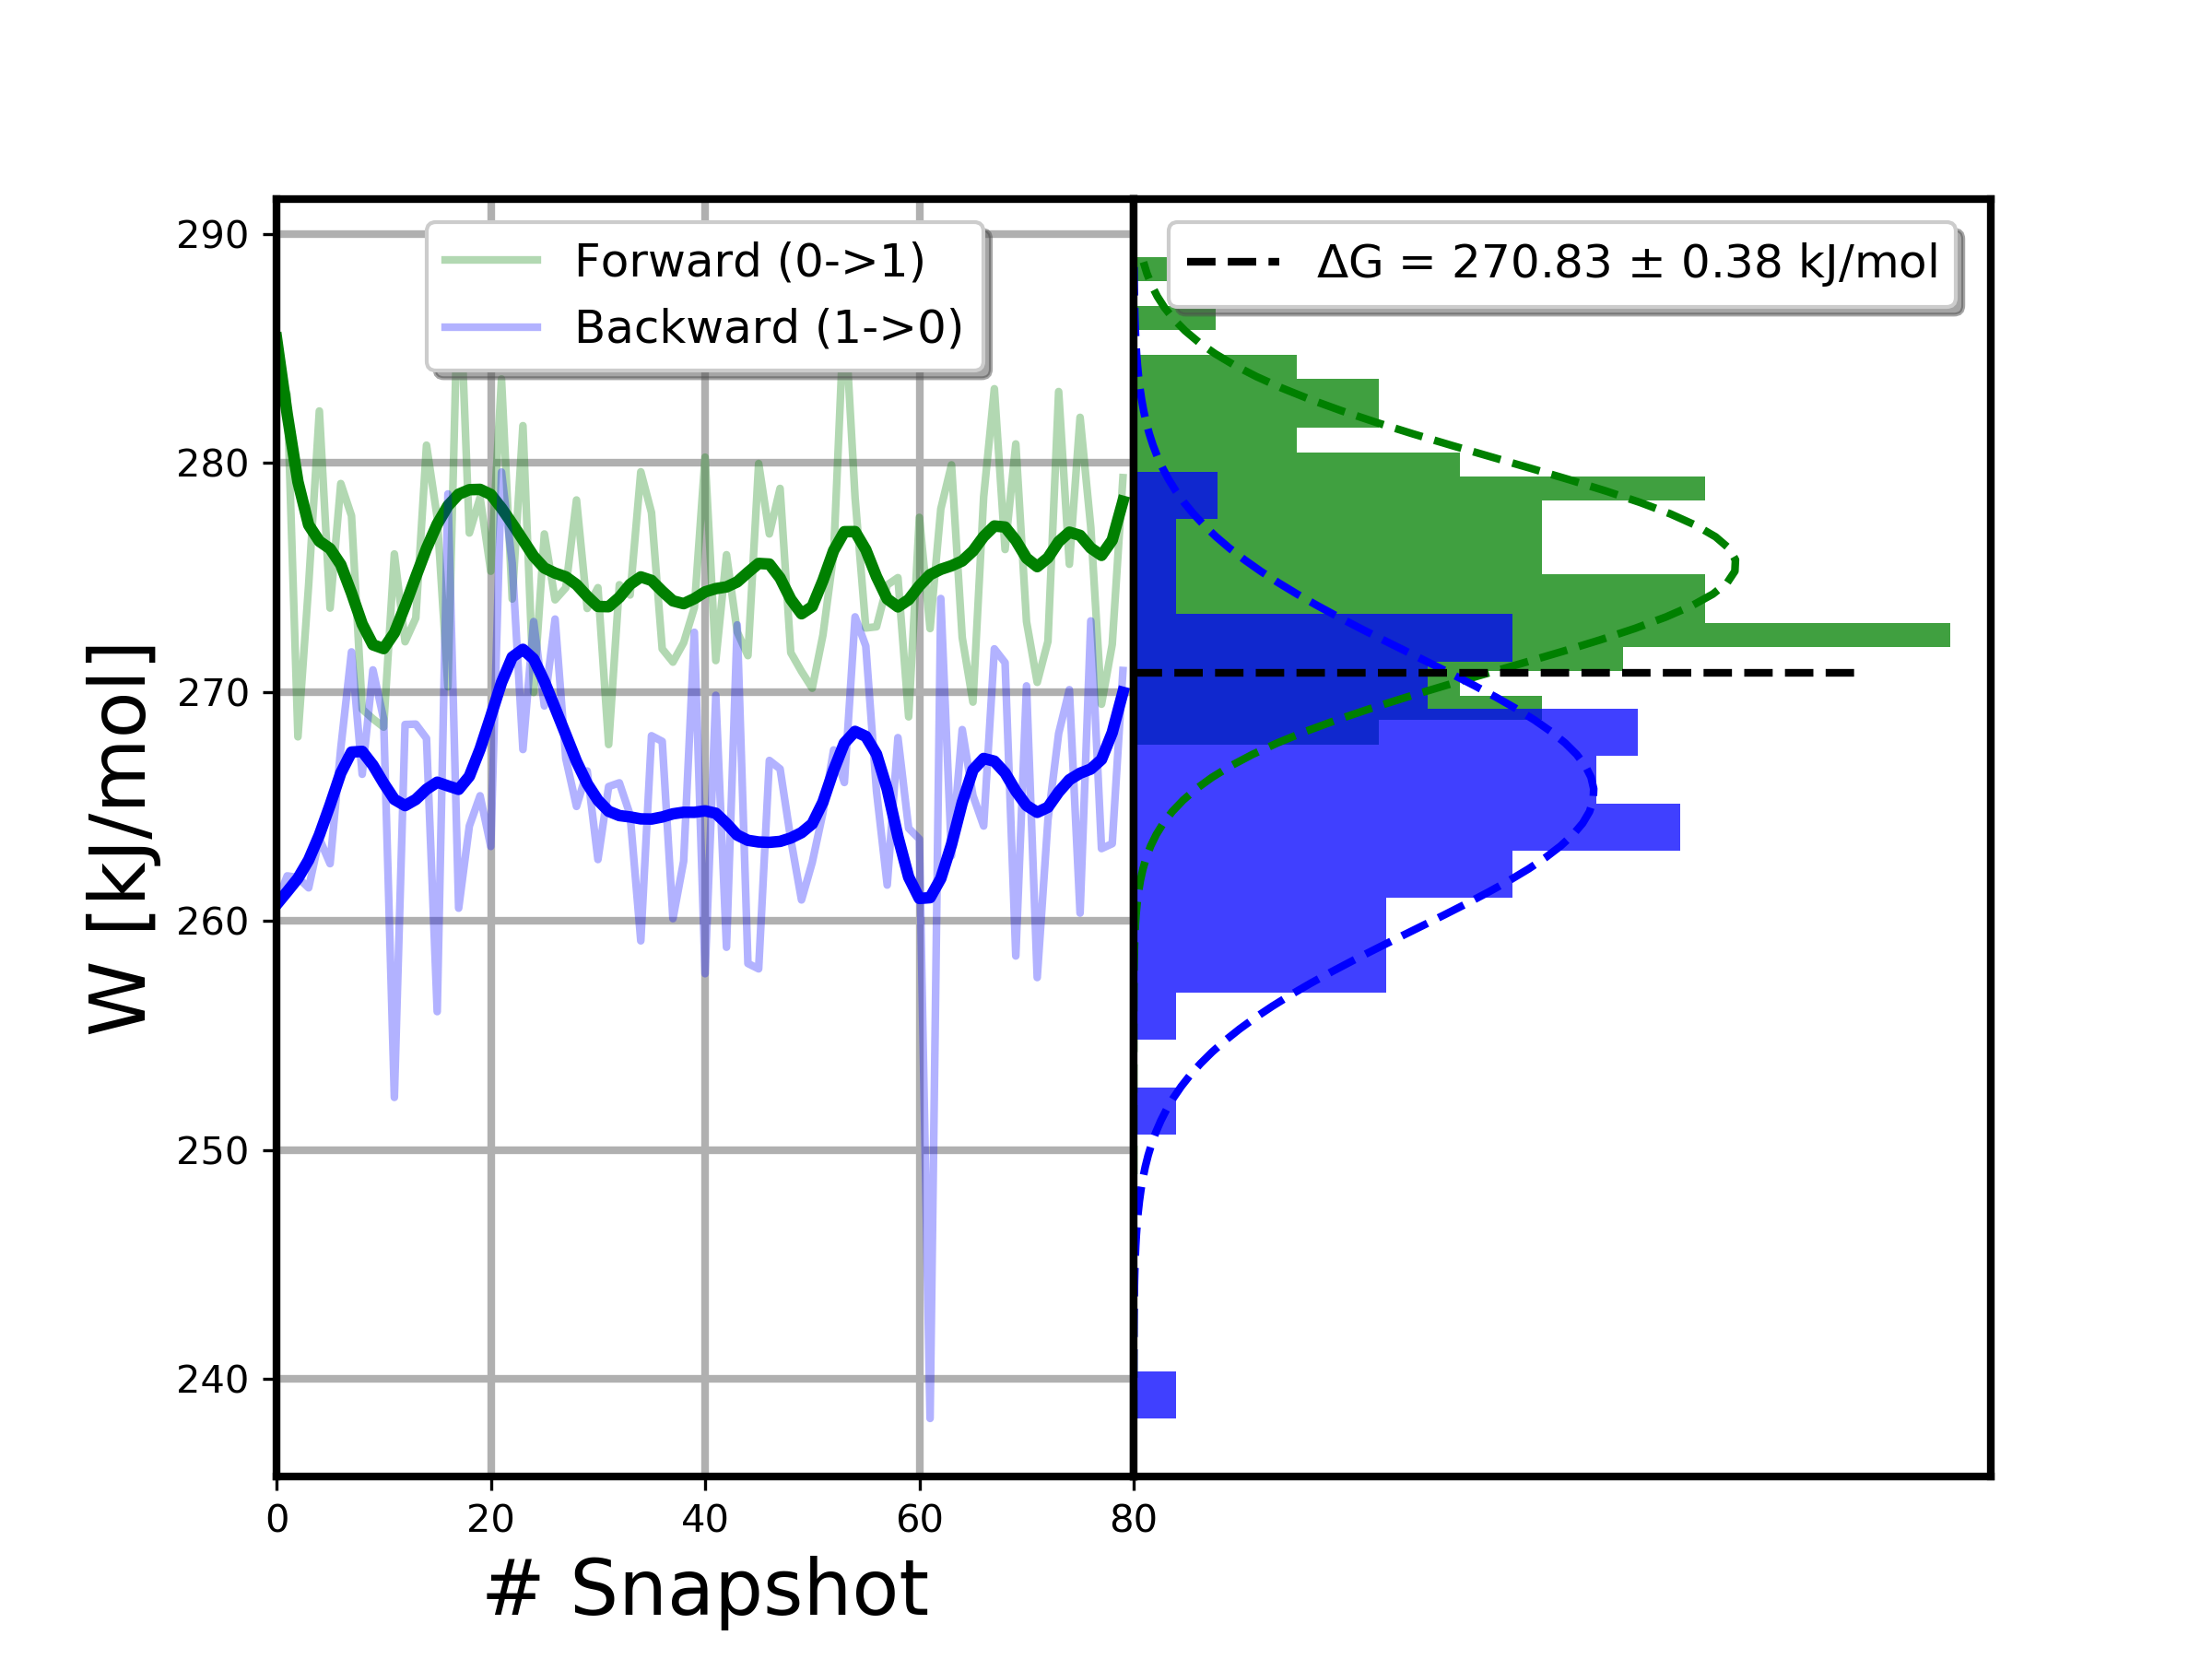 W [kJ/mol]
290
280
270
260
250
240
Forward (0->1)
Backward (1->0)
ΔG = 270.83 ± 0.38 kJ/mol
0 20 40 60 80
# Snapshot